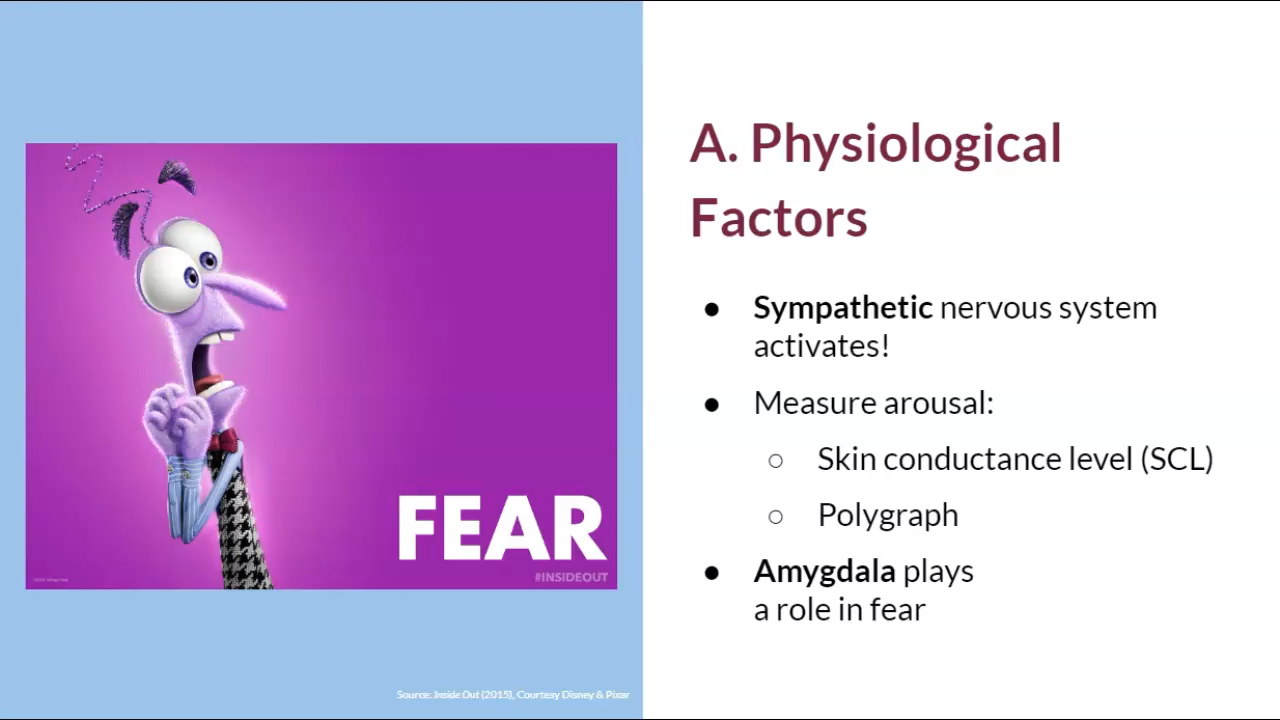 A. Physiological
Factors
● Sympathetic nervous system
activates!
● Measure arousal:
○ Skin conductance level (SCL)
○ Polygraph
● Amygdala plays
a role in fear
FEAR
#INSIDEOUT
Source: Inside Out (2015), Courtesy Disney & Pixar